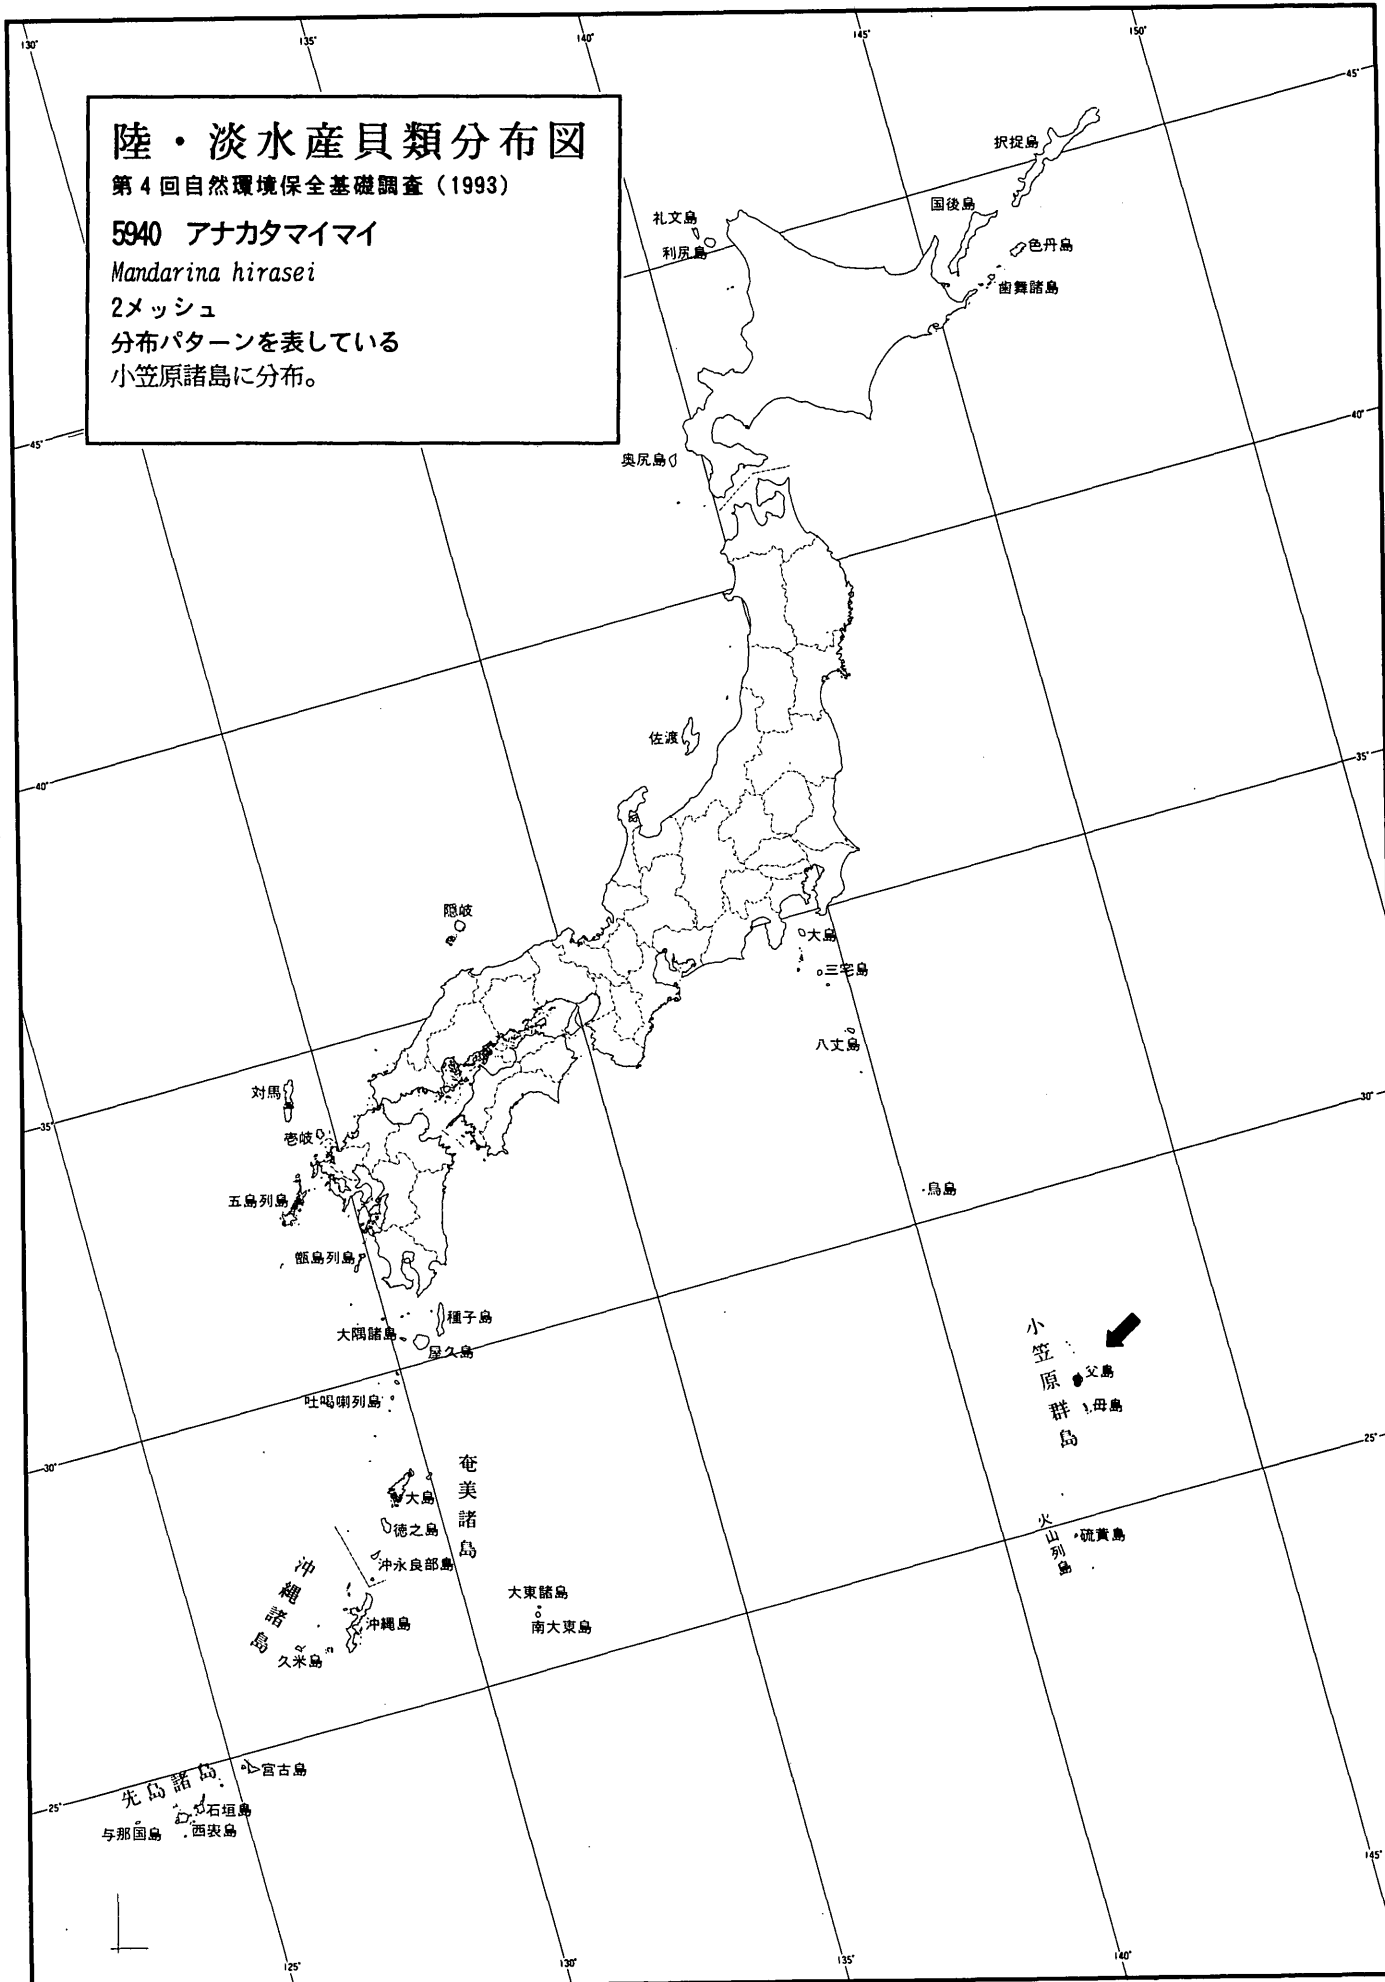 130°
135°
140°
145°
150°
45°
陸・淡水産貝類分布図
第4回自然環境保全基礎調査（1993）
5940 アナカタマイマイ
Mandarina hirasei
2メッシュ
分布パターンを表している
小笠原諸島に分布。
択捉島
国後島
色丹島
歯舞諸島
礼文島
利尻島
45°
40°
奥尻島
佐渡
35°
40°
隠岐
大島
三宅島
八丈島
対馬
壱岐
35°
30°
五島列島
鳥島
甑島列島
種子島
大隅諸島
屋久島
吐喝喇列島
小笠原群島
父島
母島
25°
30°
奄美諸島
大島
徳之島
沖永良部島
火山列島
硫黄島
沖縄諸島
沖縄島
久米島
大東諸島
南大東島
先島諸島
宮古島
石垣島
西表島
与那国島
25°
145°
125°
130°
135°
140°